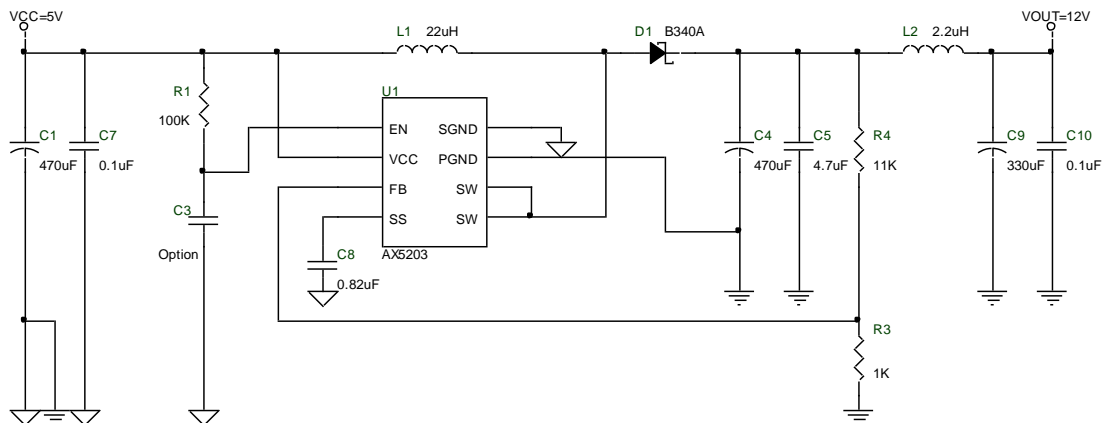 VCC=5V
VOUT=12V
L1 22uH
D1 B340A
L2 2.2uH
R1
100K
U1
EN
VCC
FB
SS
SGND
PGND
SW
SW
AX5203
C1
470uF
C7
0.1uF
C3
Option
C8
0.82uF
C4
470uF
C5
4.7uF
R4
11K
C9
330uF
C10
0.1uF
R3
1K